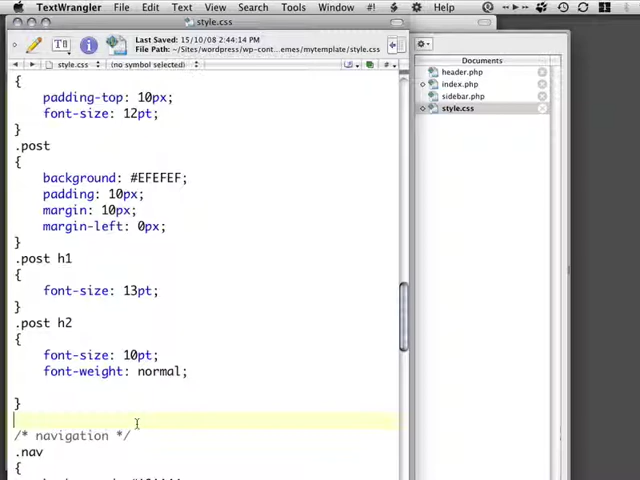 TextWrangler File Edit Text View Search Tools Window #! Help
style.css
Last Saved: 15/10/08 2:44:14 PM
File Path: ~/Sites/wordpress/wp-cont...emes/mytemplate/style.css
style.css (no symbol selected)
{
padding-top: 10px;
font-size: 12pt;
}
.post
{
background: #EFEFEF;
padding: 10px;
margin: 10px;
margin-left: 0px;
}
.post h1
{
font-size: 13pt;
}
.post h2
{
font-size: 10pt;
font-weight: normal;
}
/* navigation */
.nav
{
Documents
header.php
index.php
sidebar.php
style.css